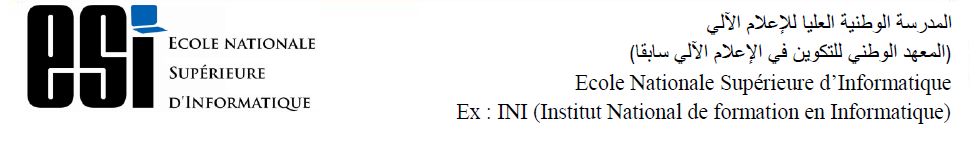 esi
ECOLE NATIONALE
SUPÉRIEURE
D'INFORMATIQUE
المدرسة الوطنية العليا للإعلام الآلي
(المعهد الوطني للتكوين في الإعلام الآلي سابقا)
Ecole Nationale Supérieure d’Informatique
Ex : INI (Institut National de formation en Informatique)